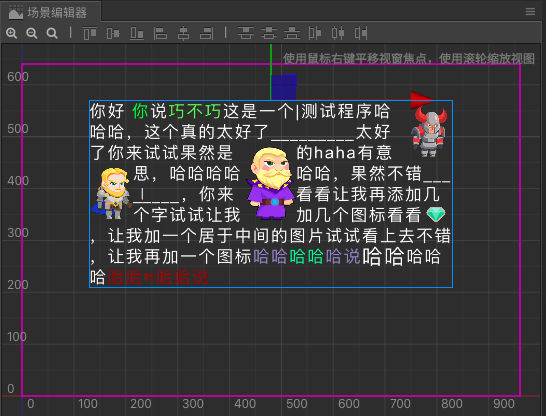 场景编辑器
使用鼠标右键平移视窗焦点，使用滚轮缩放视图
600
500
400
300
200
100
0
你好 你说巧不巧这是一个|测试程序哈
哈哈，这个真的太好了_________太好
了你来试试果然是 的haha有意
思，哈哈哈哈 哈哈，果然不错___
_|_____，你来 看看让我再添加几
个字试试让我 加几个图标看看
，让我加一个居于中间的图片试试看上去不错
，让我再加一个图标哈哈哈哈哈说哈哈哈哈
哈
0 100 200 300 400 500 600 700 800 900